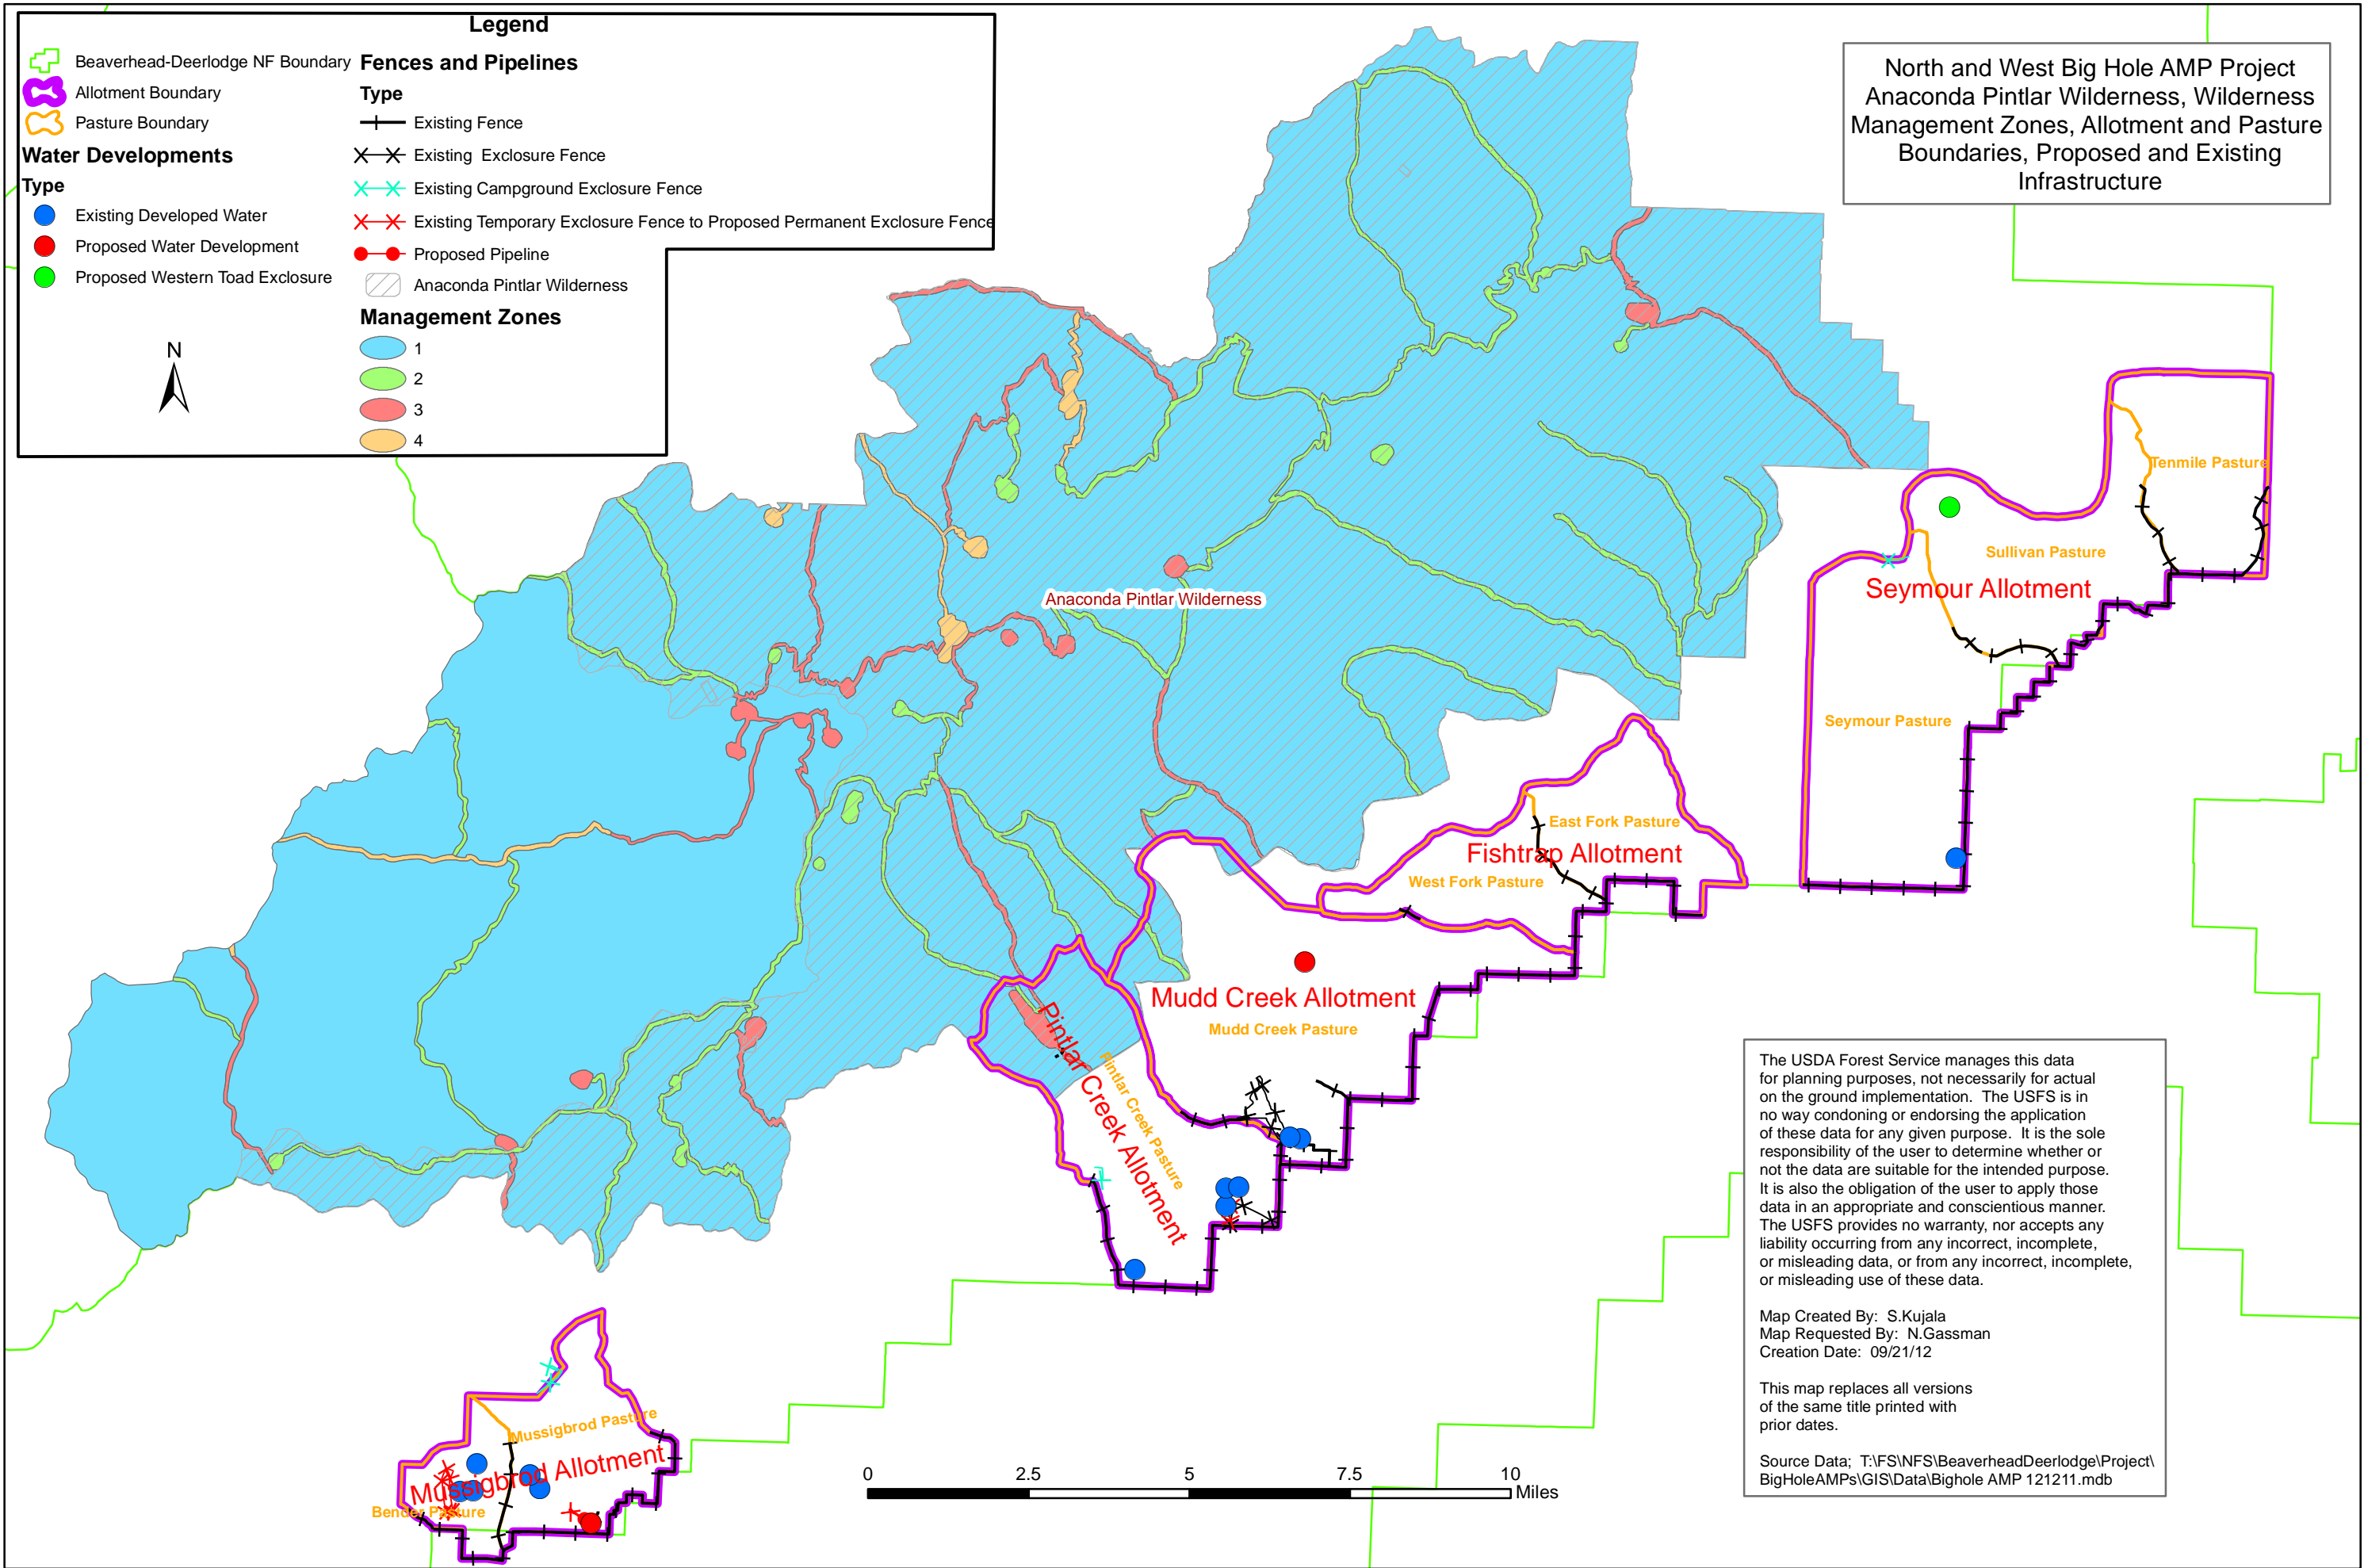 Legend
Beaverhead-Deerlodge NF Boundary
Allotment Boundary
Pasture Boundary
Water Developments
Type
Existing Developed Water
Proposed Water Development
Proposed Western Toad Exclosure
N
Fences and Pipelines
Type
Existing Fence
Existing  Exclosure Fence
Existing Campground Exclosure Fence
Existing Temporary Exclosure Fence to Proposed Permanent Exclosure Fence
Proposed Pipeline
Anaconda Pintlar Wilderness
Management Zones
1
2
3
4
North and West Big Hole AMP Project
Anaconda Pintlar Wilderness, Wilderness
Management Zones, Allotment and Pasture
Boundaries, Proposed and Existing
Infrastructure
Tenmile Pasture
Sullivan Pasture
Seymour Allotment
Seymour Pasture
Anaconda Pintlar Wilderness
East Fork Pasture
Fishtrap Allotment
West Fork Pasture
Mudd Creek Allotment
Mudd Creek Pasture
Pintlar Creek Allotment
Pintlar Creek Pasture
Mussigbrod Pasture
Mussigbrod Allotment
Bender Pasture
0 2.5 5 7.5 10
Miles
The USDA Forest Service manages this data
for planning purposes, not necessarily for actual
on the ground implementation.  The USFS is in
no way condoning or endorsing the application
of these data for any given purpose.  It is the sole
responsibility of the user to determine whether or
not the data are suitable for the intended purpose.
It is also the obligation of the user to apply those
data in an appropriate and conscientious manner.
The USFS provides no warranty, nor accepts any
liability occurring from any incorrect, incomplete,
or misleading data, or from any incorrect, incomplete,
or misleading use of these data.
Map Created By:  S.Kujala
Map Requested By:  N.Gassman
Creation Date:  09/21/12
This map replaces all versions
of the same title printed with
prior dates.
Source Data;  T:\FS\NFS\BeaverheadDeerlodge\Project\
BigHoleAMPs\GIS\Data\Bighole AMP 121211.mdb